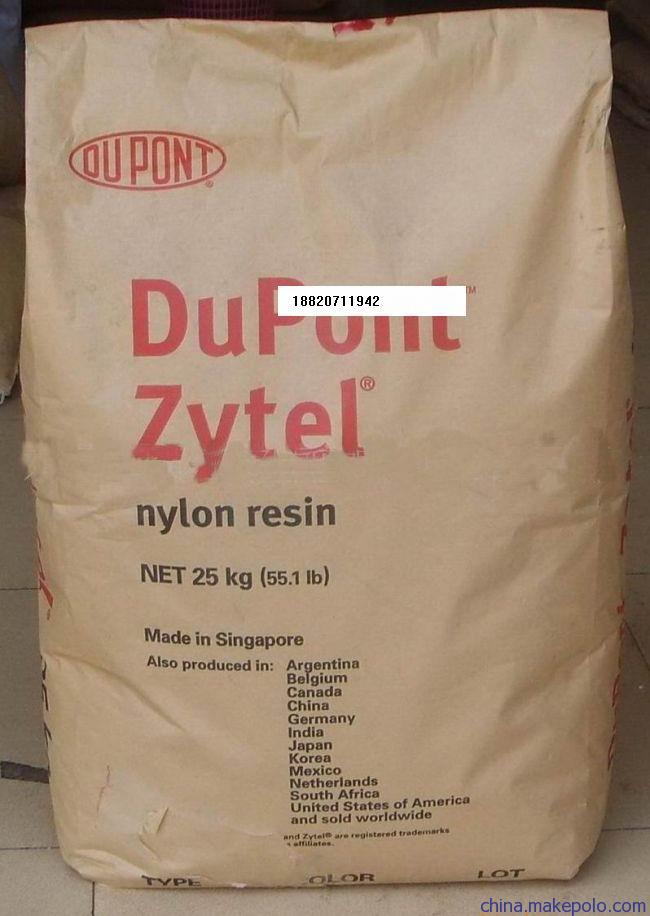 DU PONT®
18820711942
DuPont™
Zytel®
nylon resin
NET 25 kg (55.1 lb)
Made in Singapore
Also produced in: Argentina
Belgium
Canada
China
Germany
India
Japan
Korea
Mexico
Netherlands
South Africa
United States of America
and sold worldwide
and Zytel® are registered trademarks
affiliates.
TYPE LOT
china.makepolo.com